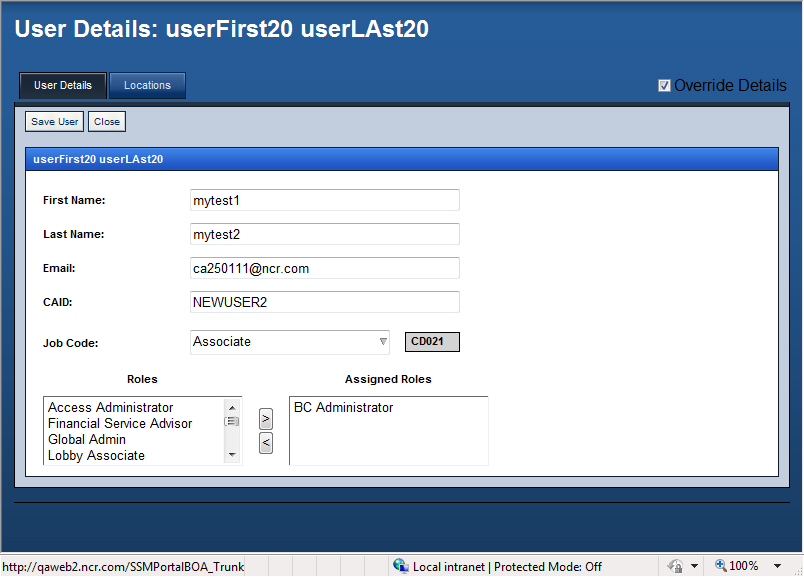 User Details: userFirst20 userLAst20
User Details
Locations
Override Details
Save User
Close
userFirst20 userLAst20
First Name:
mytest1
Last Name:
mytest2
Email:
ca250111@ncr.com
CAID:
NEWUSER2
Job Code:
Associate
CD021
Roles
Assigned Roles
Access Administrator
Financial Service Advisor
Global Admin
Lobby Associate
>
<
BC Administrator
http://qaweb2.ncr.com/SSMPortalBOA_Trunk
Local intranet | Protected Mode: Off
100%